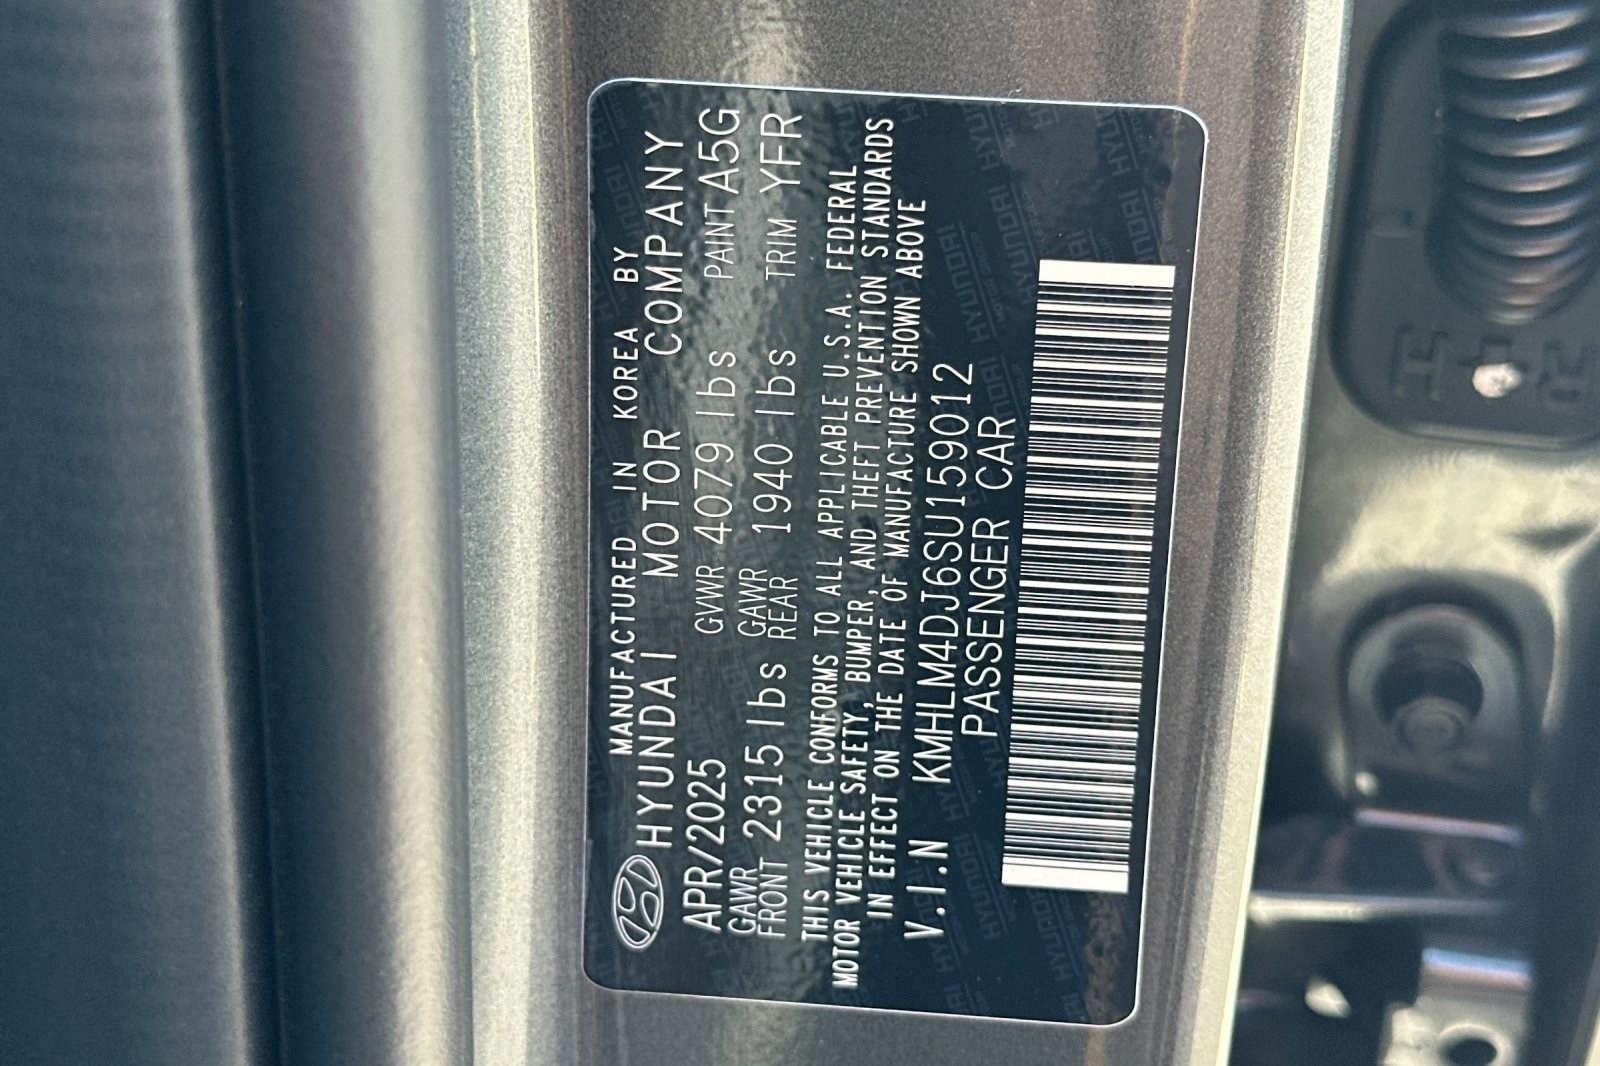 MANUFACTURED IN KOREA BY
HYUNDAI MOTOR COMPANY
APR/2025 GVWR 4079 lbs PAINT A5G
GAWR FRONT 2315 lbs GAWR REAR 1940 lbs TRIM YFR
THIS VEHICLE CONFORMS TO ALL APPLICABLE U.S.A. FEDERAL
MOTOR VEHICLE SAFETY, BUMPER, AND THEFT PREVENTION STANDARDS
IN EFFECT ON THE DATE OF MANUFACTURE SHOWN ABOVE
V.I.N KMHLM4DJ6SU159012
PASSENGER CAR